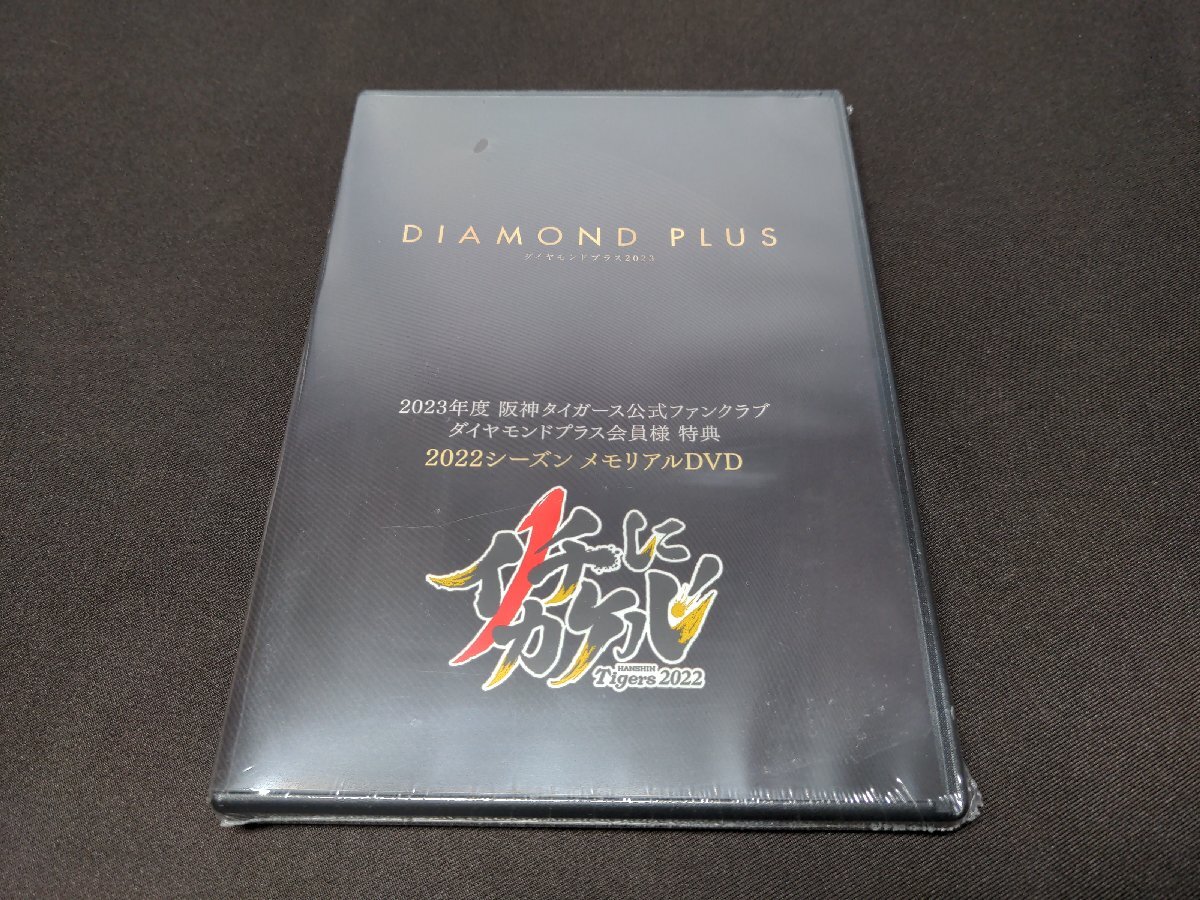 DIAMOND PLUS
ダイヤモンドプラス2023
2023年度 阪神タイガース公式ファンクラブ
ダイヤモンドプラス会員様 特典
2022シーズン メモリアルDVD
イチにカケル
HANSHIN
Tigers 2022